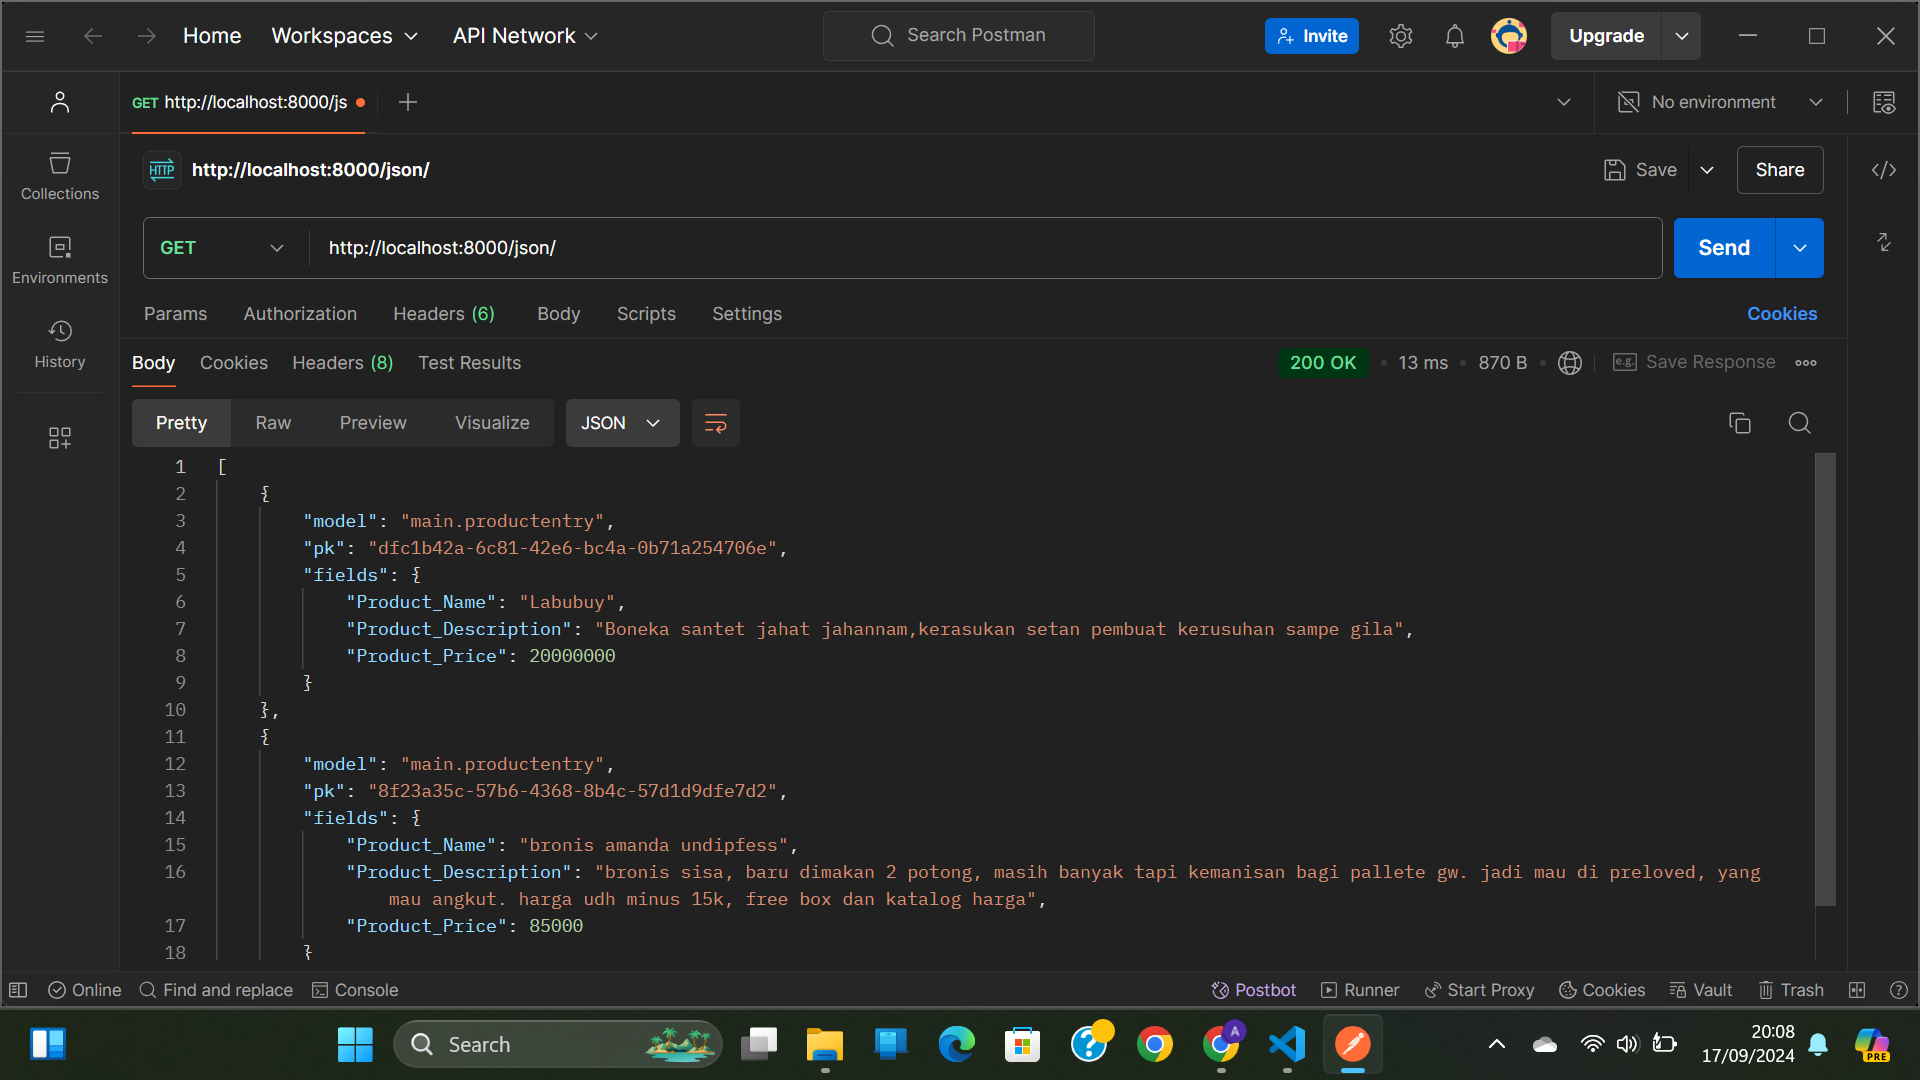 Home Workspaces API Network Search Postman Invite Upgrade
GET http://localhost:8000/js No environment
HTTP http://localhost:8000/json/ Save Share
Collections
GET http://localhost:8000/json/ Send
Environments
Params Authorization Headers (6) Body Scripts Settings Cookies
History
Body Cookies Headers (8) Test Results 200 OK 13 ms 870 B e.g. Save Response
Pretty Raw Preview Visualize JSON
1 [
2 {
3 "model": "main.productentry",
4 "pk": "dfc1b42a-6c81-42e6-bc4a-0b71a254706e",
5 "fields": {
6 "Product_Name": "Labubuy",
7 "Product_Description": "Boneka santet jahat jahannam,kerasukan setan pembuat kerusuhan sampe gila",
8 "Product_Price": 20000000
9 }
10 },
11 {
12 "model": "main.productentry",
13 "pk": "8f23a35c-57b6-4368-8b4c-57d1d9dfe7d2",
14 "fields": {
15 "Product_Name": "bronis amanda undipfess",
16 "Product_Description": "bronis sisa, baru dimakan 2 potong, masih banyak tapi kemanisan bagi pallete gw. jadi mau di preloved, yang
mau angkut. harga udh minus 15k, free box dan katalog harga",
17 "Product_Price": 85000
18 }
Online Find and replace Console Postbot Runner Start Proxy Cookies Vault Trash
Search A 20:08
17/09/2024 PRE